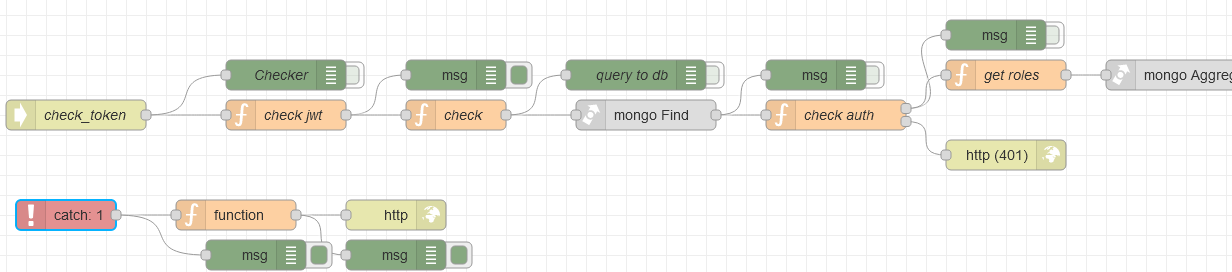 msg
Checker
msg
query to db
msg
get roles
mongo Aggreg
check_token
check jwt
check
mongo Find
check auth
http (401)
catch: 1
function
http
msg
msg